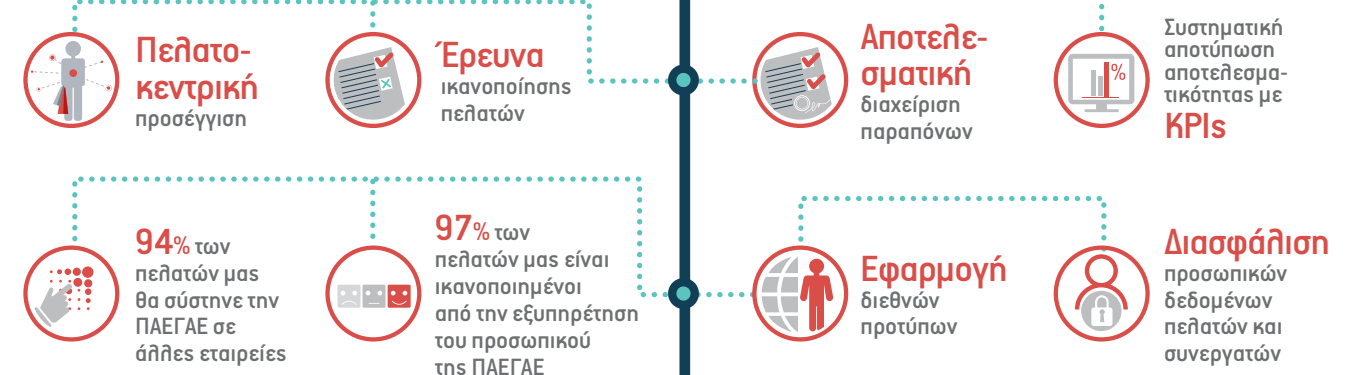 Πελατο-
κεντρική
προσέγγιση
Έρευνα
ικανοποίησης
πελατών
Αποτελε-
σματική
διαχείριση
παραπόνων
Συστηματική
αποτύπωση
αποτελεσμα-
τικότητας με
KPIs
%
94% των
πελατών μας
θα σύστηνε την
ΠΑΕΓΑΕ σε
άλλες εταιρείες
97% των
πελατών μας είναι
ικανοποιημένοι
από την εξυπηρέτηση
του προσωπικού
της ΠΑΕΓΑΕ
Εφαρμογή
διεθνών
προτύπων
Διασφάλιση
προσωπικών
δεδομένων
πελατών και
συνεργατών